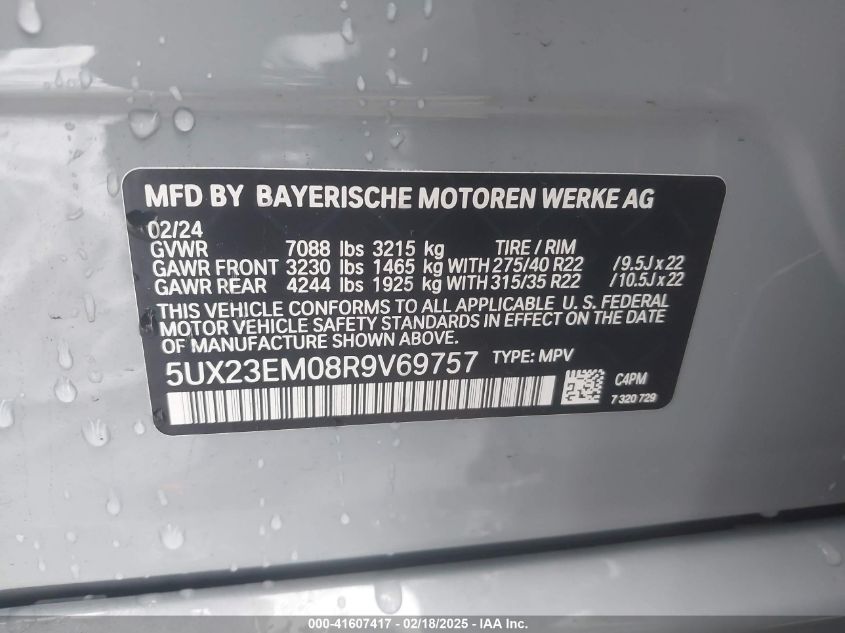 MFD BY BAYERISCHE MOTOREN WERKE AG
02/24
GVWR 7088 lbs 3215 kg TIRE / RIM
GAWR FRONT 3230 lbs 1465 kg WITH 275/40 R22 /9.5J x 22
GAWR REAR 4244 lbs 1925 kg WITH 315/35 R22 /10.5J x 22
THIS VEHICLE CONFORMS TO ALL APPLICABLE U. S. FEDERAL
MOTOR VEHICLE SAFETY STANDARDS IN EFFECT ON THE DATE
OF MANUFACTURE SHOWN ABOVE.
5UX23EM08R9V69757 TYPE: MPV
C4PM
7 320 729
000-41607417 - 02/18/2025 - IAA Inc.